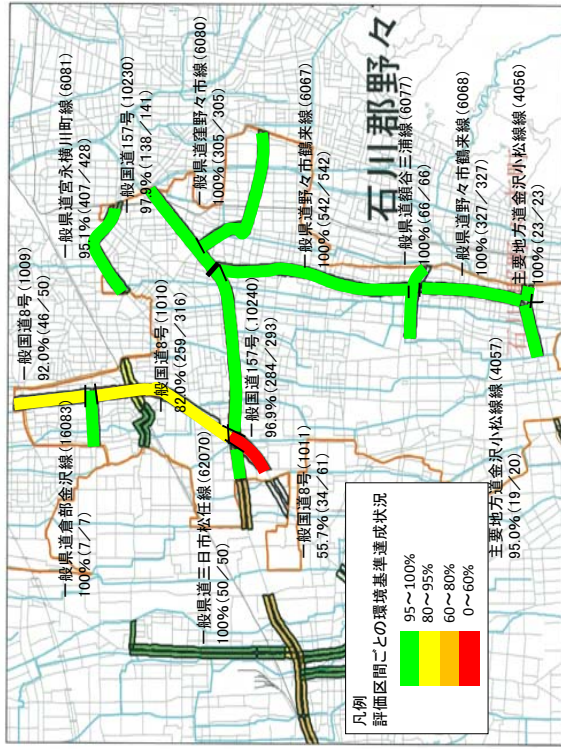 一般国道8号(1009)
92.0%(46/50)
一般県道宮永横川町線(6081)
95.1%(407/428)
一般国道157号(10230)
97.9%(138/141)
一般県道窪野々市線(6080)
100%(305/305)
一般県道倉部金沢線(16083)
100%(7/7)
一般国道8号(1010)
82.0%(259/316)
一般県道野々市鶴来線(6067)
100%(542/542)
石川郡野々
一般県道三日市松任線(62070)
100%(50/50)
一般国道157号(10240)
96.9%(284/293)
一般県道額谷三浦線(6077)
100%(66/66)
一般国道8号(1011)
55.7%(34/61)
一般県道野々市鶴来線(6068)
100%(327/327)
主要地方道金沢小松線線(4057)
95.0%(19/20)
主要地方道金沢小松線線(4056)
100%(23/23)
凡例
評価区間ごとの環境基準達成状況
95~100%
80~95%
60~80%
0~60%